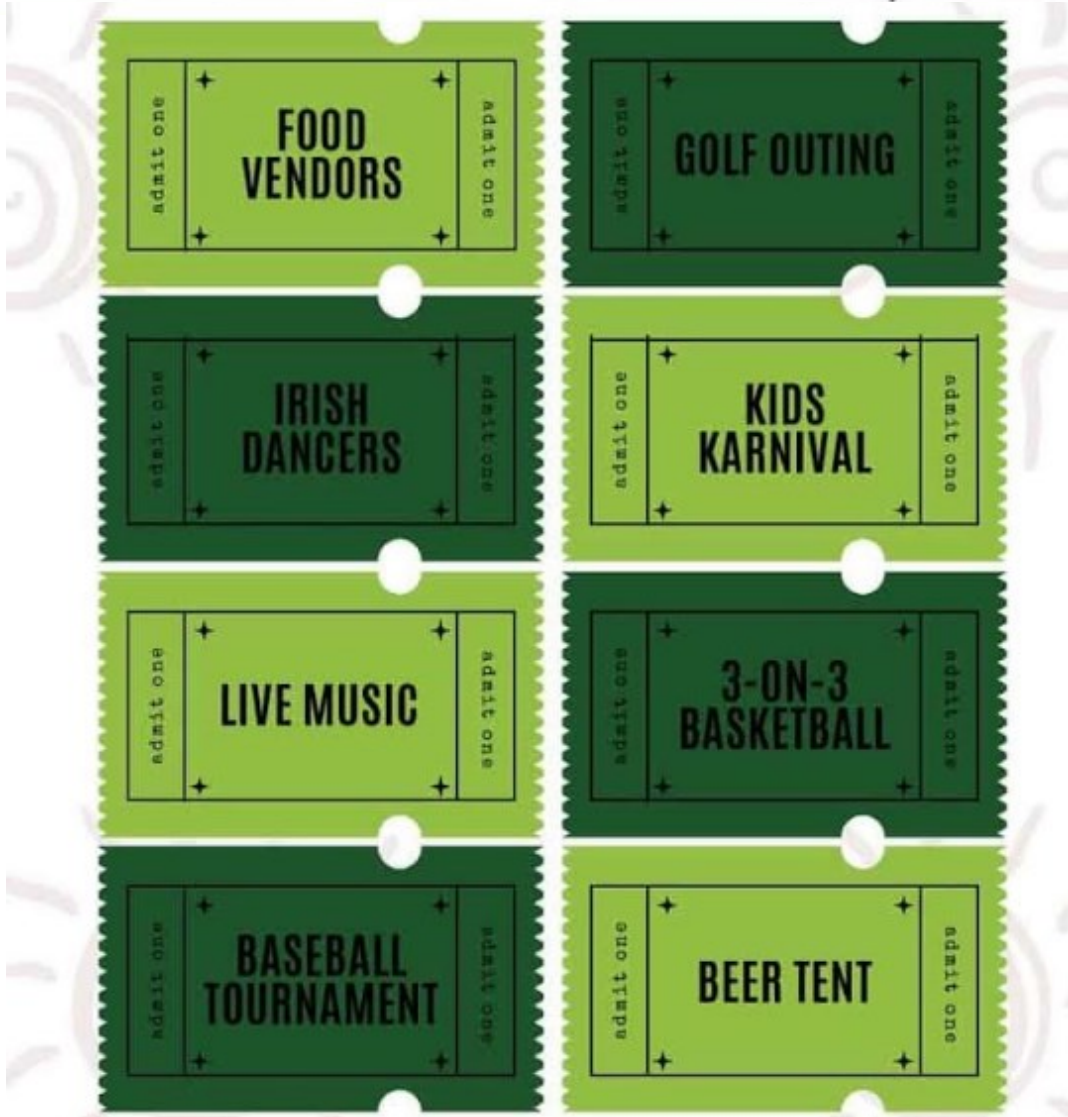 admit one
FOOD
VENDORS
admit one
admit one
GOLF OUTING
admit one
admit one
IRISH
DANCERS
admit one
admit one
KIDS
KARNIVAL
admit one
admit one
LIVE MUSIC
admit one
admit one
3-ON-3
BASKETBALL
admit one
admit one
BASEBALL
TOURNAMENT
admit one
admit one
BEER TENT
admit one